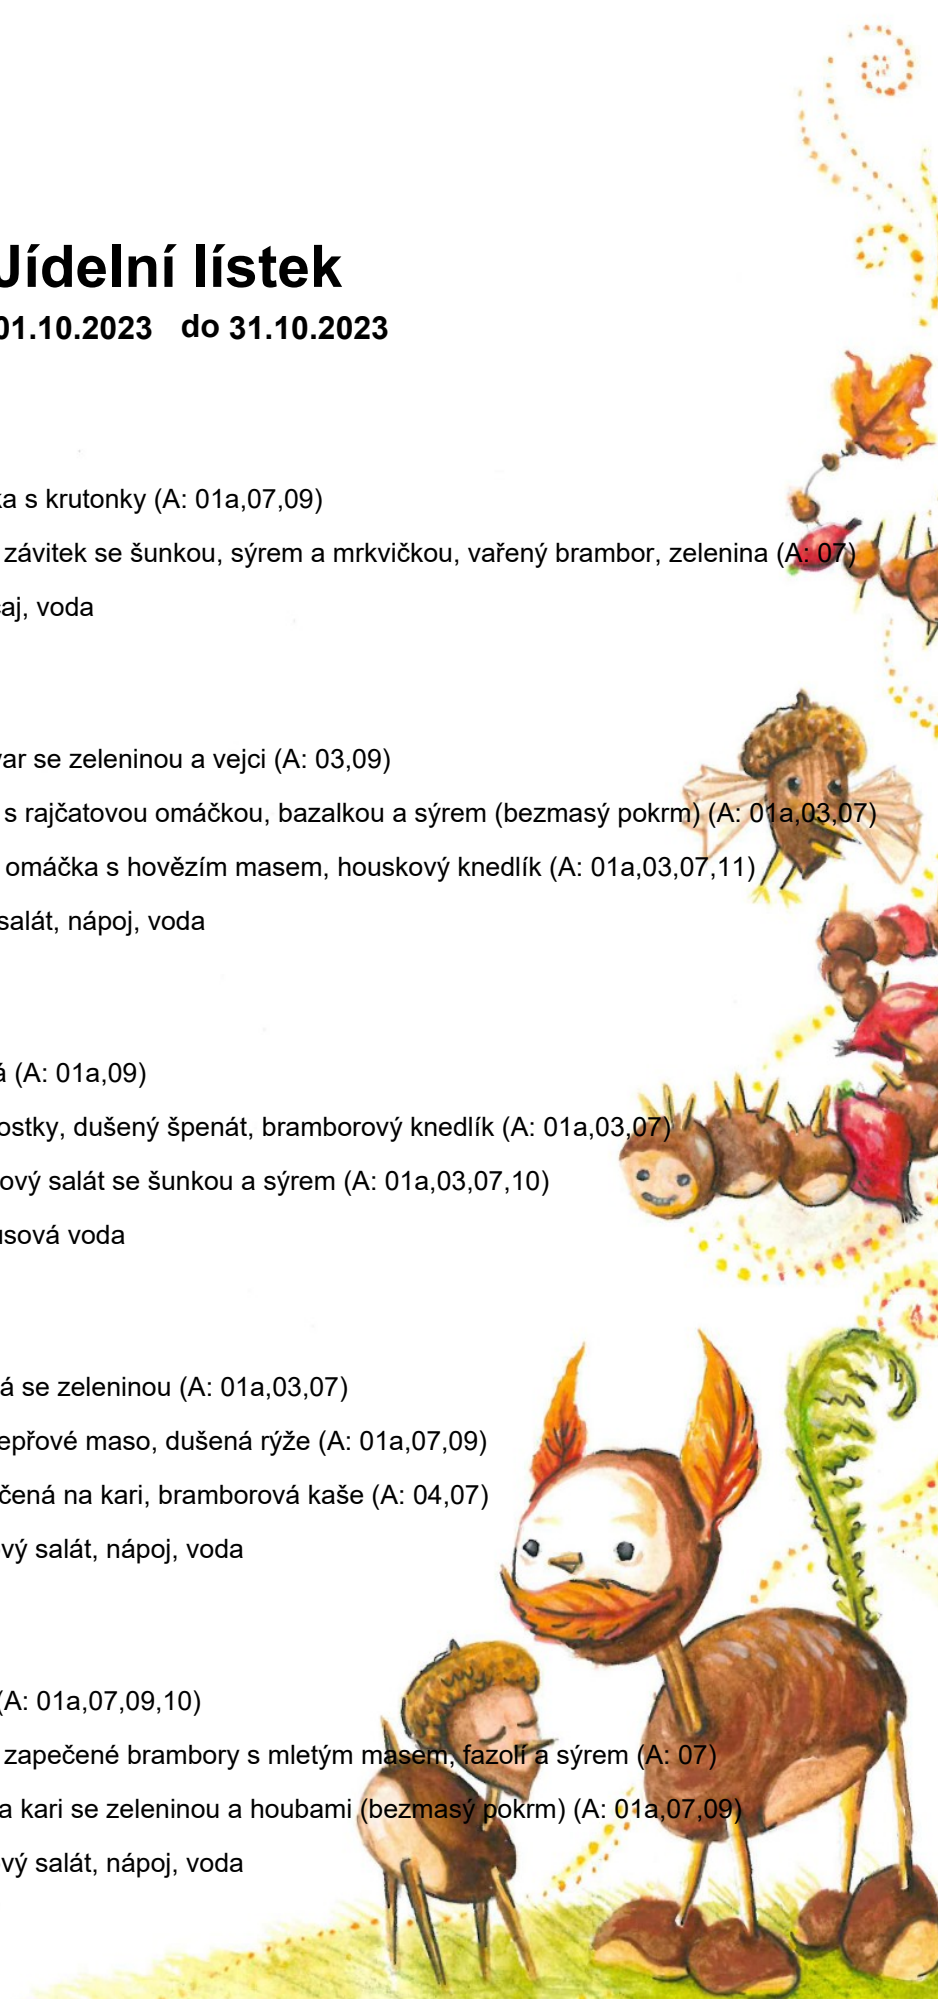 Jídelní lístek
01.10.2023 do 31.10.2023
ka s krutonky (A: 01a,07,09)
závitek se šunkou, sýrem a mrkvičkou, vařený brambor, zelenina (A: 07)
čaj, voda
var se zeleninou a vejci (A: 03,09)
s rajčatovou omáčkou, bazalkou a sýrem (bezmasý pokrm) (A: 01a,03,07)
omáčka s hovězím masem, houskový knedlík (A: 01a,03,07,11)
salát, nápoj, voda
á (A: 01a,09)
ostky, dušený špenát, bramborový knedlík (A: 01a,03,07)
ový salát se šunkou a sýrem (A: 01a,03,07,10)
usová voda
á se zeleninou (A: 01a,03,07)
epřové maso, dušená rýže (A: 01a,07,09)
čená na kari, bramborová kaše (A: 04,07)
vý salát, nápoj, voda
(A: 01a,07,09,10)
zapečené brambory s mletým masem, fazolí a sýrem (A: 07)
a kari se zeleninou a houbami (bezmasý pokrm) (A: 01a,07,09)
vý salát, nápoj, voda